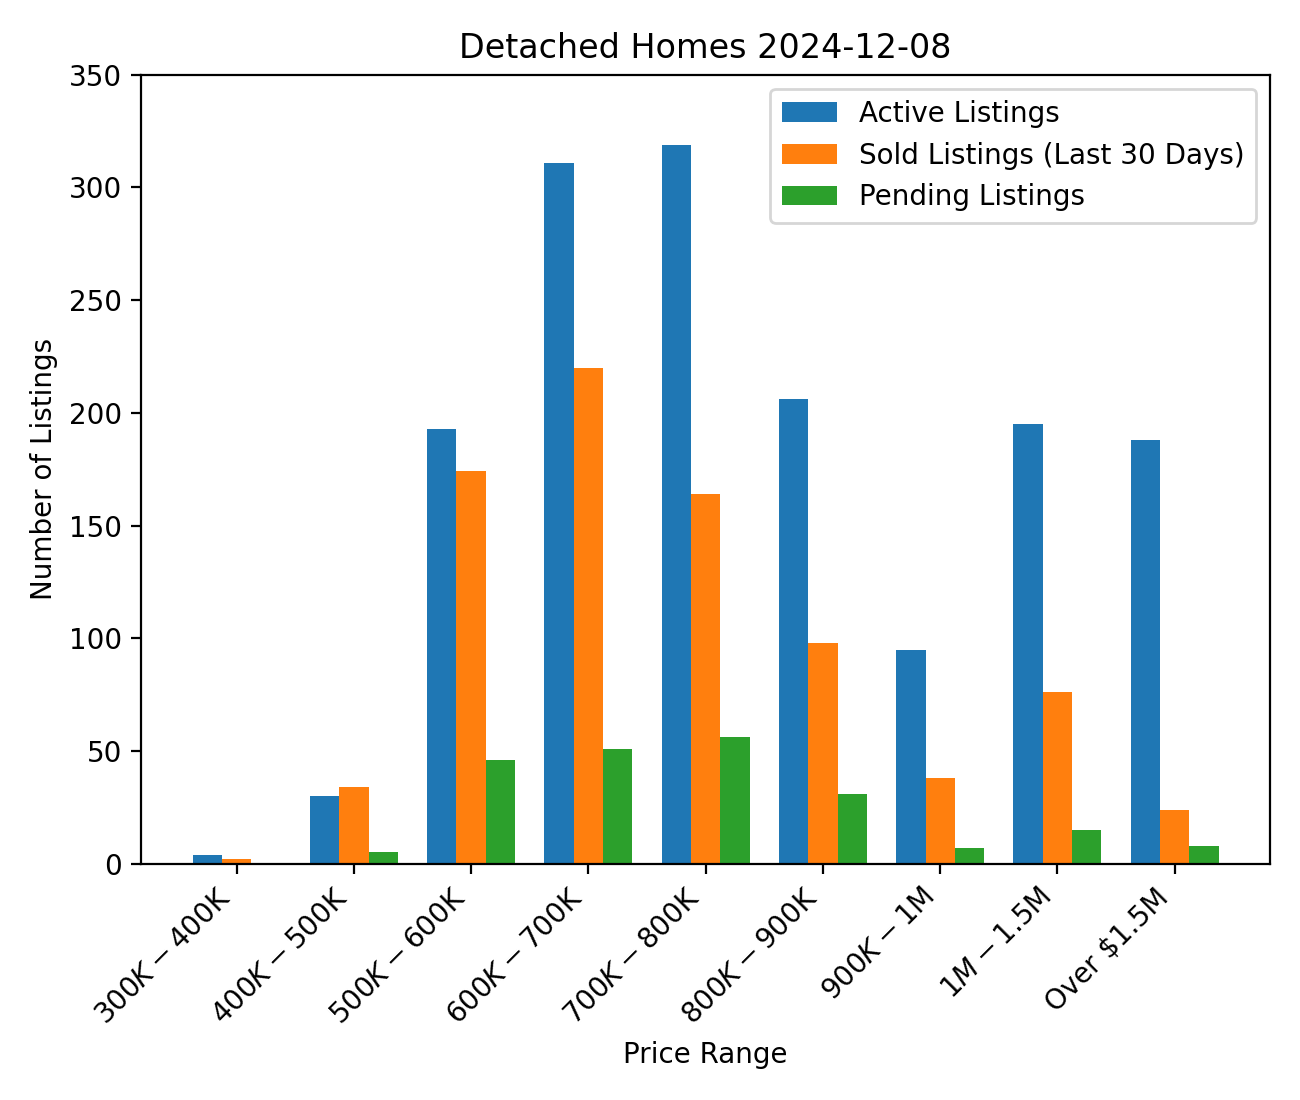 Detached Homes 2024-12-08
Active Listings
Sold Listings (Last 30 Days)
Pending Listings
Number of Listings
350
300
250
200
150
100
50
0
300K − 400K
400K − 500K
500K − 600K
600K − 700K
700K − 800K
800K − 900K
900K − 1M
1M − 1.5M
Over $1.5M
Price Range